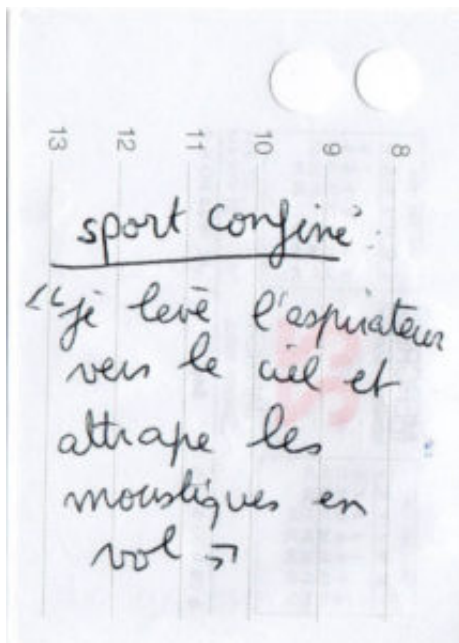 13 12 11 10 9 8
sport confiné :
«je levè l'aspirateur
vers le ciel et
attrape les
moustiques en
vol »